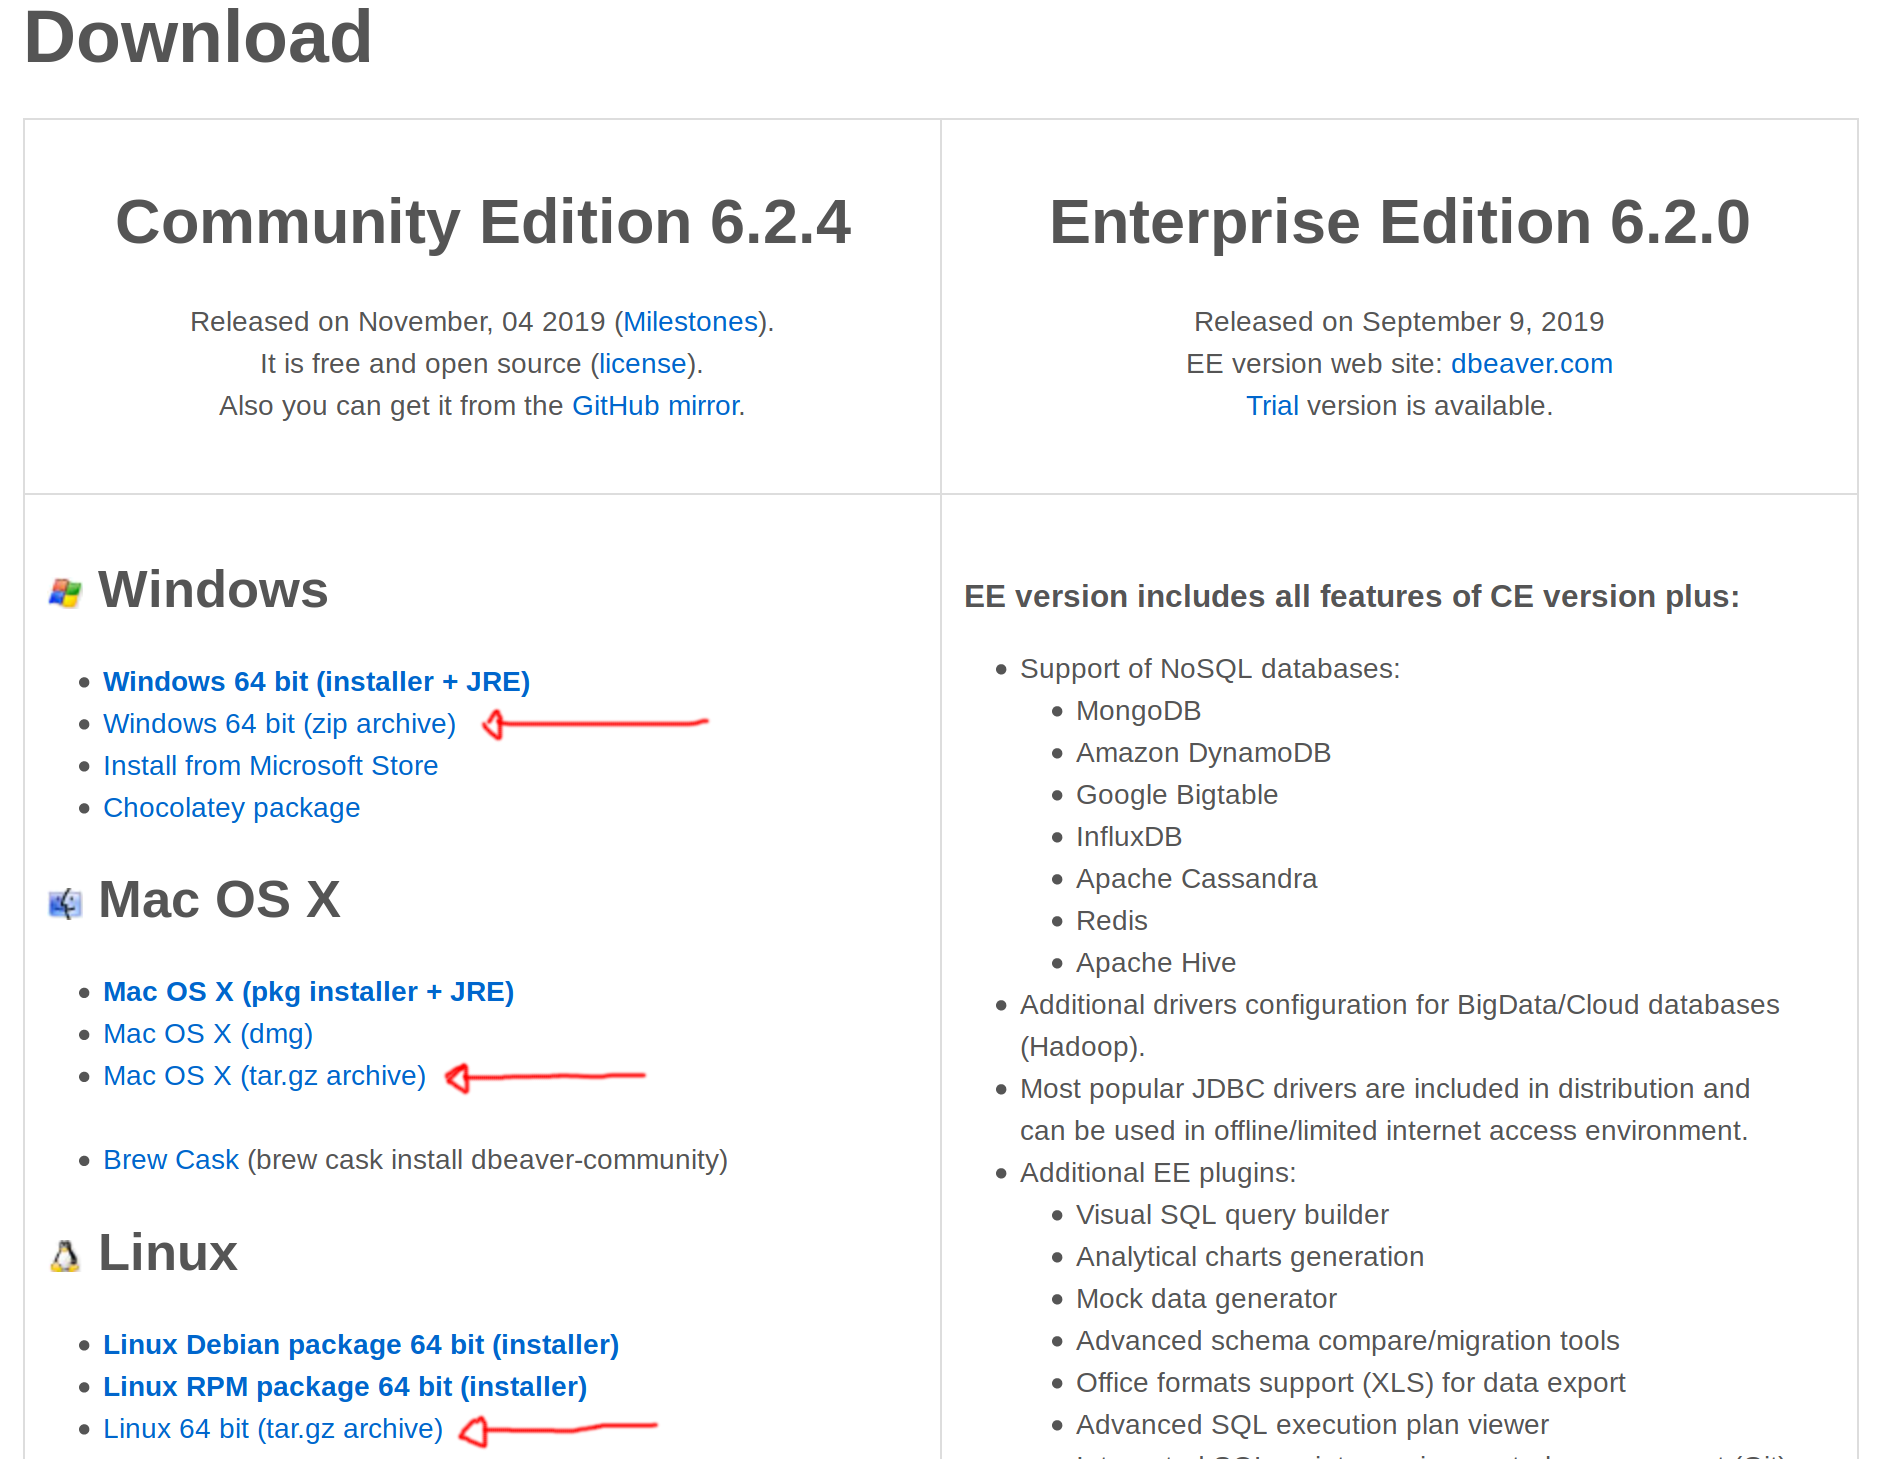 Download
Community Edition 6.2.4
Released on November, 04 2019 (Milestones).
It is free and open source (license).
Also you can get it from the GitHub mirror.
Enterprise Edition 6.2.0
Released on September 9, 2019
EE version web site: dbeaver.com
Trial version is available.
Windows
Windows 64 bit (installer + JRE)
Windows 64 bit (zip archive)
Install from Microsoft Store
Chocolatey package
Mac OS X
Mac OS X (pkg installer + JRE)
Mac OS X (dmg)
Mac OS X (tar.gz archive)
Brew Cask (brew cask install dbeaver-community)
Linux
Linux Debian package 64 bit (installer)
Linux RPM package 64 bit (installer)
Linux 64 bit (tar.gz archive)
EE version includes all features of CE version plus:
Support of NoSQL databases:
MongoDB
Amazon DynamoDB
Google Bigtable
InfluxDB
Apache Cassandra
Redis
Apache Hive
Additional drivers configuration for BigData/Cloud databases
(Hadoop).
Most popular JDBC drivers are included in distribution and
can be used in offline/limited internet access environment.
Additional EE plugins:
Visual SQL query builder
Analytical charts generation
Mock data generator
Advanced schema compare/migration tools
Office formats support (XLS) for data export
Advanced SQL execution plan viewer